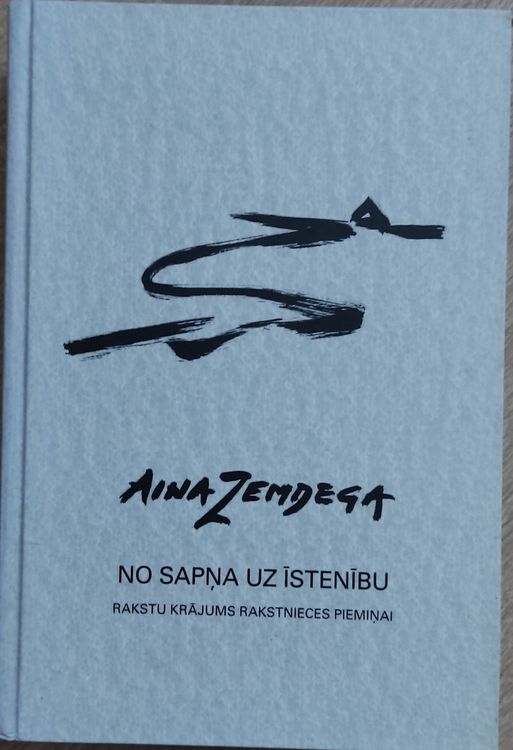 AINA ZEMDEGA
NO SAPŅA UZ ĪSTENĪBU
RAKSTU KRĀJUMS RAKSTNIECES PIEMIŅAI